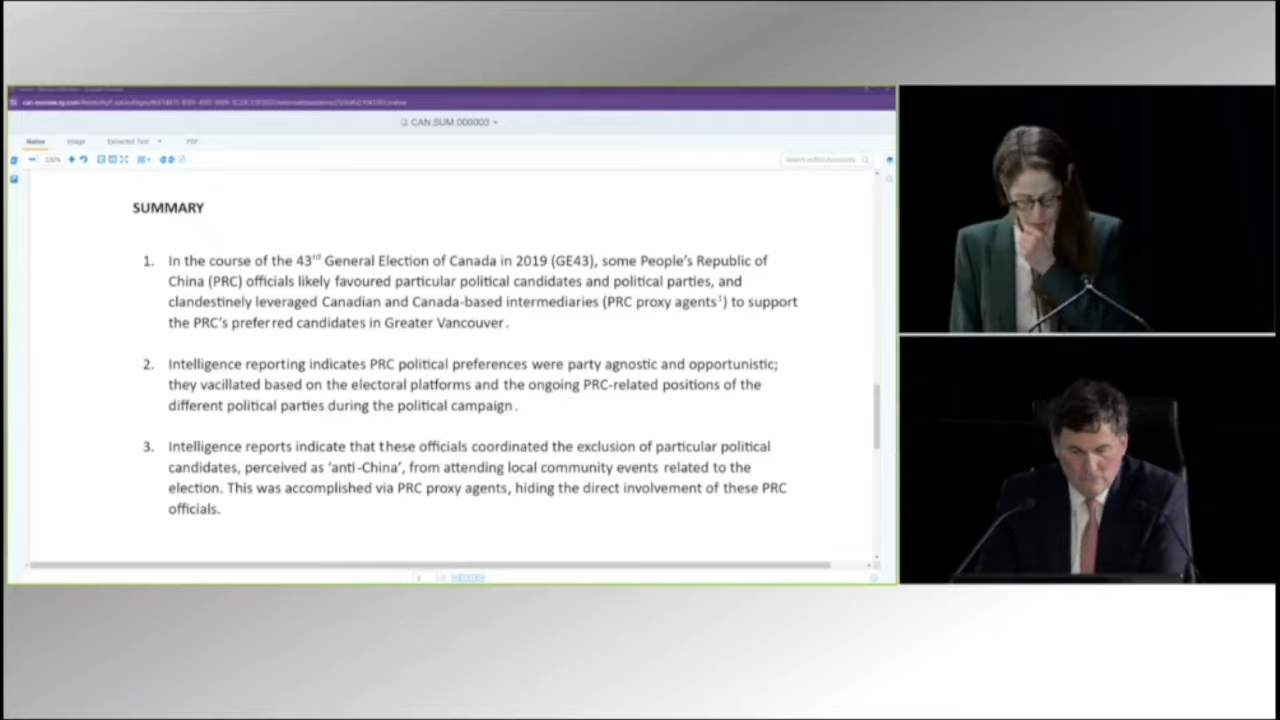 CAN.SUM.000003
Notes Image Extracted Text PDF
SUMMARY
1. In the course of the 43rd General Election of Canada in 2019 (GE43), some People's Republic of
China (PRC) officials likely favoured particular political candidates and political parties, and
clandestinely leveraged Canadian and Canada-based intermediaries (PRC proxy agents1) to support
the PRC's preferred candidates in Greater Vancouver.
2. Intelligence reporting indicates PRC political preferences were party agnostic and opportunistic;
they vacillated based on the electoral platforms and the ongoing PRC-related positions of the
different political parties during the political campaign.
3. Intelligence reports indicate that these officials coordinated the exclusion of particular political
candidates, perceived as 'anti-China', from attending local community events related to the
election. This was accomplished via PRC proxy agents, hiding the direct involvement of these PRC
officials.